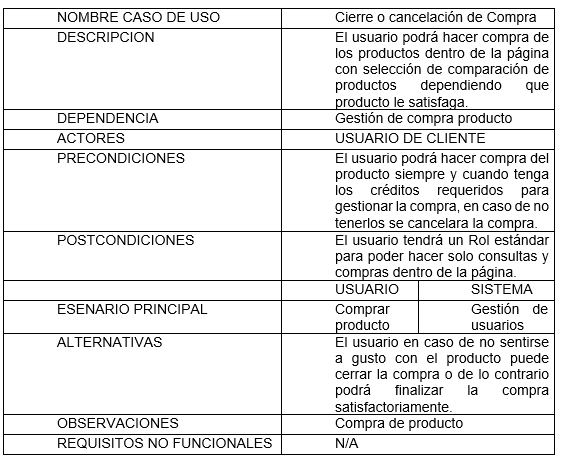 NOMBRE CASO DE USO Cierre o cancelación de Compra
DESCRIPCION El usuario podrá hacer compra de
los productos dentro de la página
con selección de comparación de
productos dependiendo que
producto le satisfaga.
DEPENDENCIA Gestión de compra producto
ACTORES USUARIO DE CLIENTE
PRECONDICIONES El usuario podrá hacer compra del
producto siempre y cuando tenga
los créditos requeridos para
gestionar la compra, en caso de no
tenerlos se cancelara la compra.
POSTCONDICIONES El usuario tendrá un Rol estándar
para poder hacer solo consultas y
compras dentro de la página.
USUARIO SISTEMA
ESENARIO PRINCIPAL Comprar Gestión de
producto usuarios
ALTERNATIVAS El usuario en caso de no sentirse
a gusto con el producto puede
cerrar la compra o de lo contrario
podrá finalizar la compra
satisfactoriamente.
OBSERVACIONES Compra de producto
REQUISITOS NO FUNCIONALES N/A